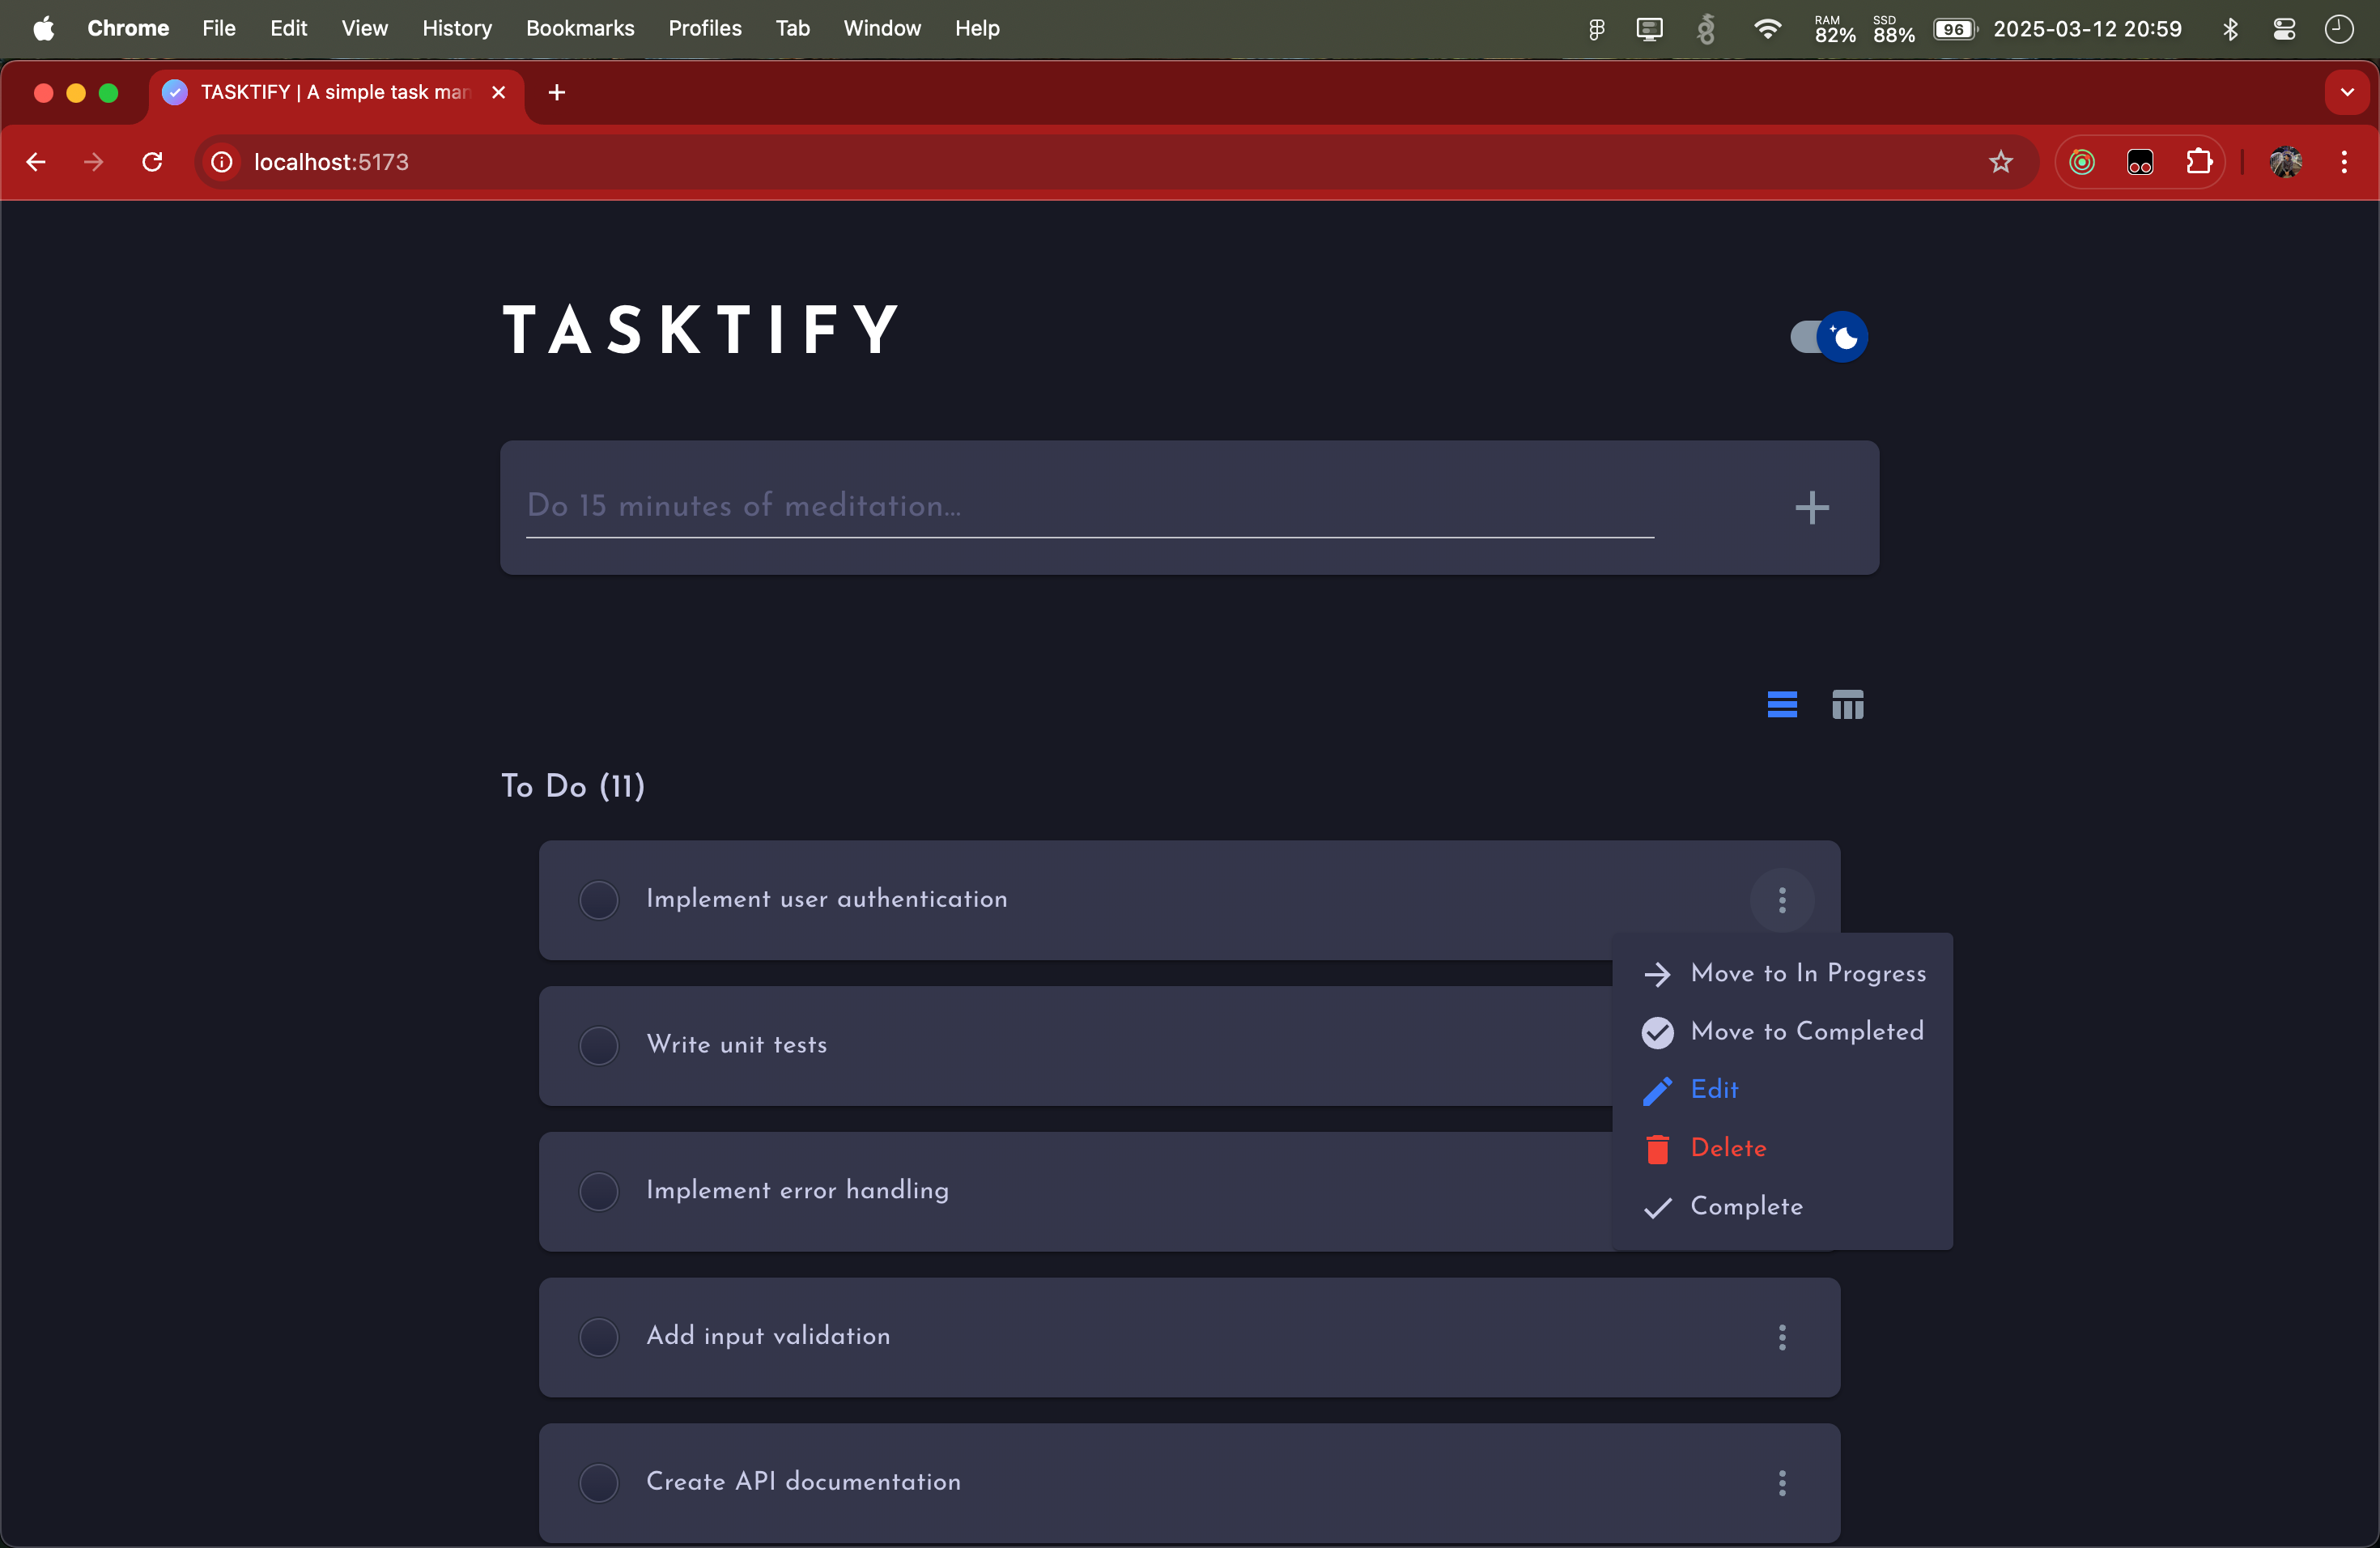 Chrome File Edit View History Bookmarks Profiles Tab Window Help RAM 82% SSD 88% 96 2025-03-12 20:59
TASKTIFY | A simple task man
localhost:5173
TASKTIFY
Do 15 minutes of meditation...
To Do (11)
Implement user authentication
Move to In Progress
Move to Completed
Edit
Delete
Complete
Write unit tests
Implement error handling
Add input validation
Create API documentation